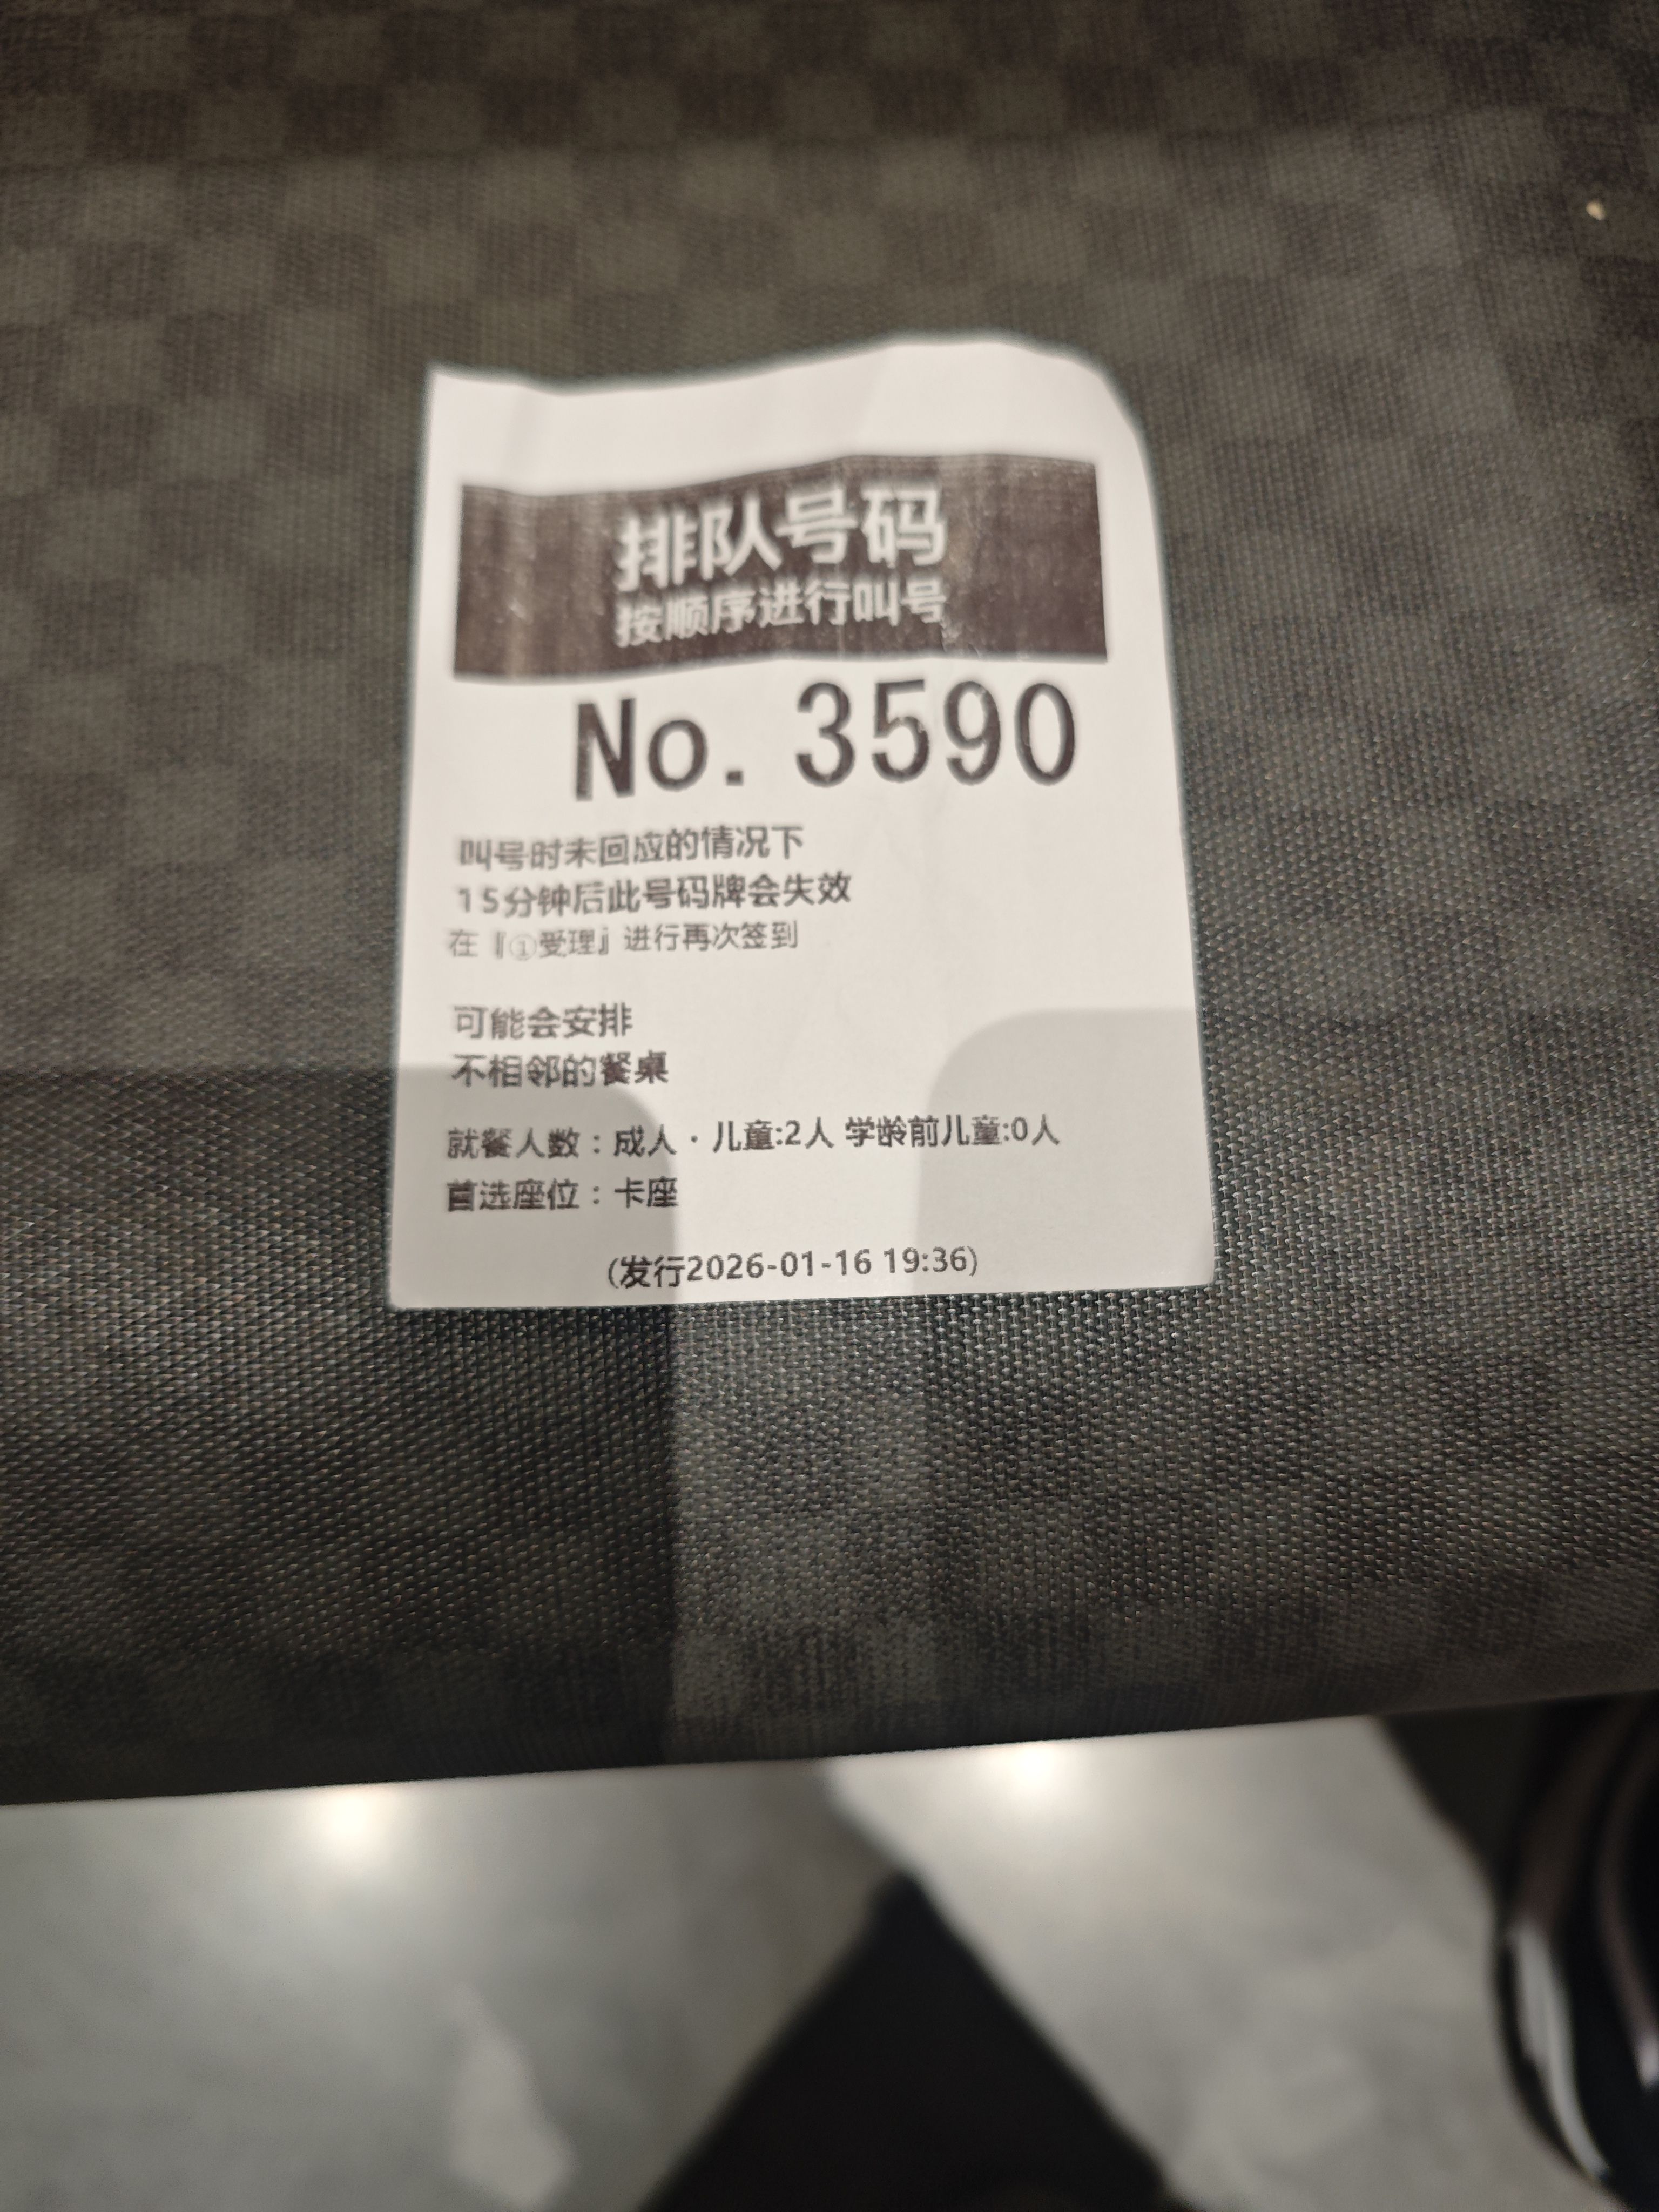 排队号码
按顺序进行叫号
No. 3590
叫号时未回应的情况下
15分钟后此号码牌会失效
在『①受理』进行再次签到
可能会安排
不相邻的餐桌
就餐人数：成人・儿童:2人 学龄前儿童:0人
首选座位：卡座
(发行2026-01-16 19:36)